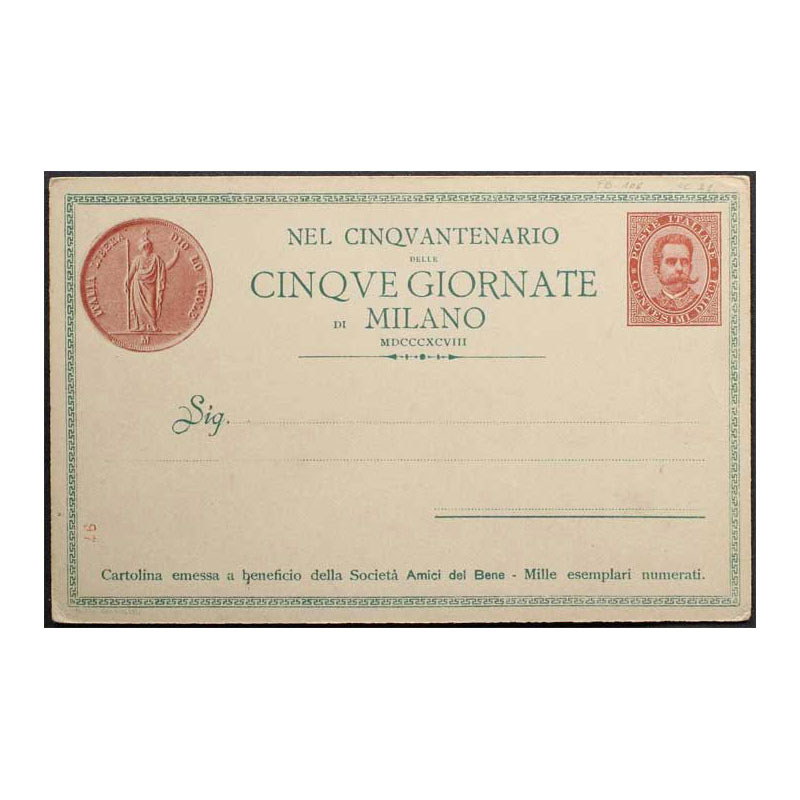 ITALIA LIBERA DIO LO VUOLE
M
NEL CINQVANTENARIO
DELLE
CINQVE GIORNATE
DI MILANO
MDCCCXCVIII
POSTE ITALIANE
CENTESIMI DIECI
Sig.
97
Cartolina emessa a beneficio della Società Amici del Bene - Mille esemplari numerati.